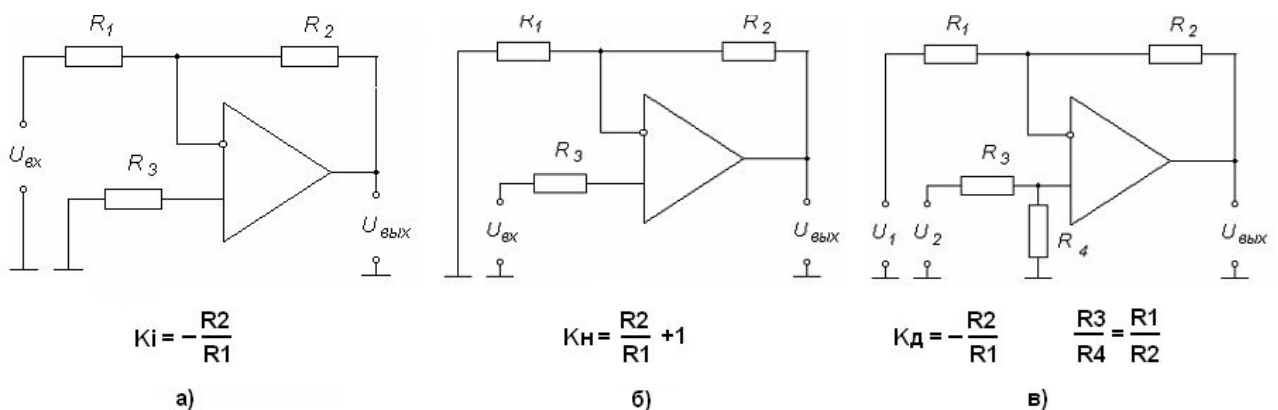 R1 R2
R3
Uвх
Uвых
Ki = − R2/R1
а)
R1 R2
R3
Uвх
Uвых
Kн = R2/R1 +1
б)
R1 R2
R3
R4
U1 U2
Uвых
Kд = − R2/R1 R3/R4 = R1/R2
в)